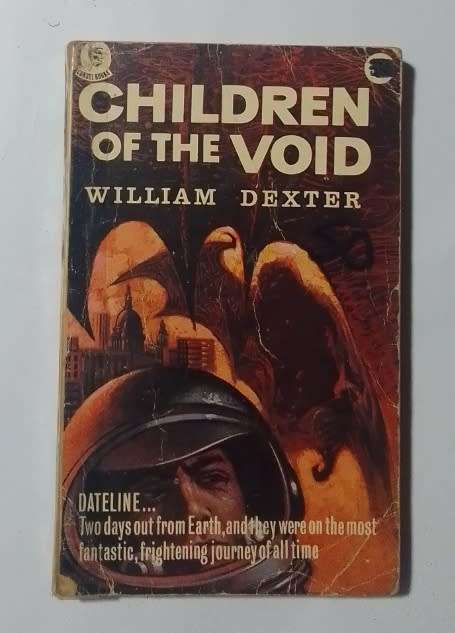 CHILDREN
OF THE VOID
WILLIAM DEXTER
50
DATELINE...
Two days out from Earth, and they were on the most
fantastic, frightening journey of all time